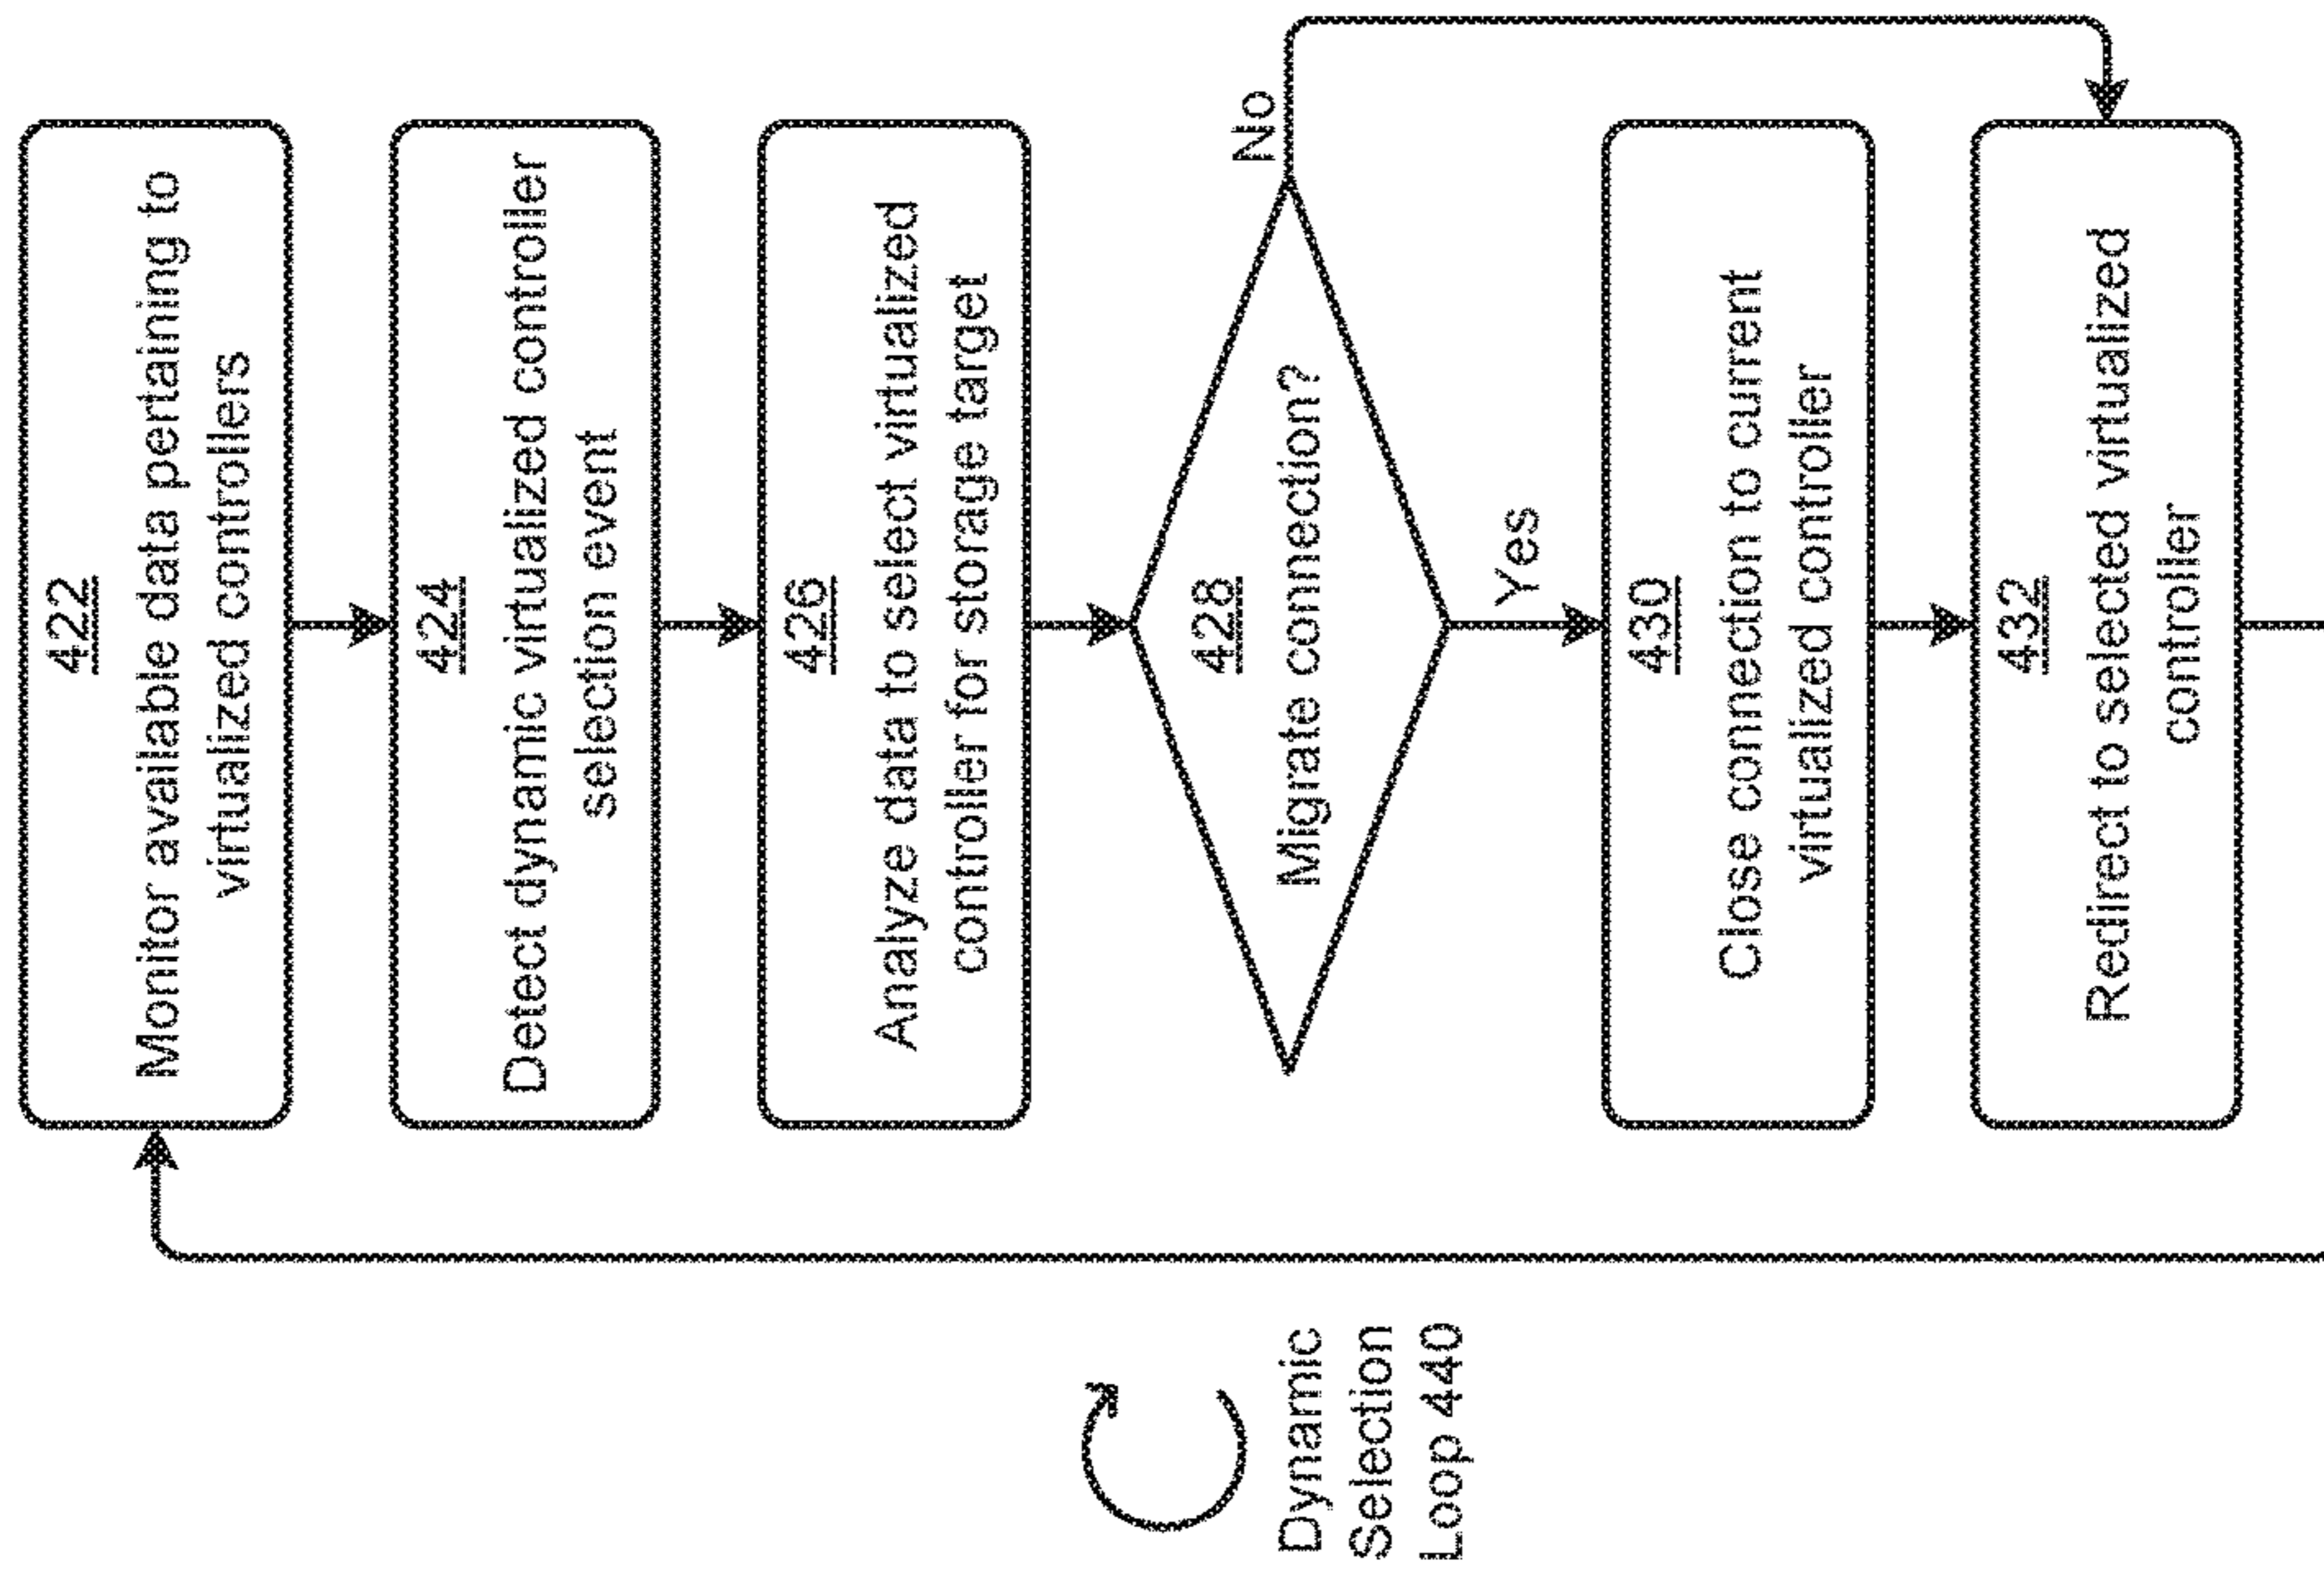 422
Monitor available data pertaining to
virtualized controllers
424
Detect dynamic virtualized controller
selection event
426
Analyze data to select virtualized
controller for storage target
428
Migrate connection?
No
Yes
430
Close connection to current
virtualized controller
432
Redirect to selected virtualized
controller
Dynamic
Selection
Loop 440